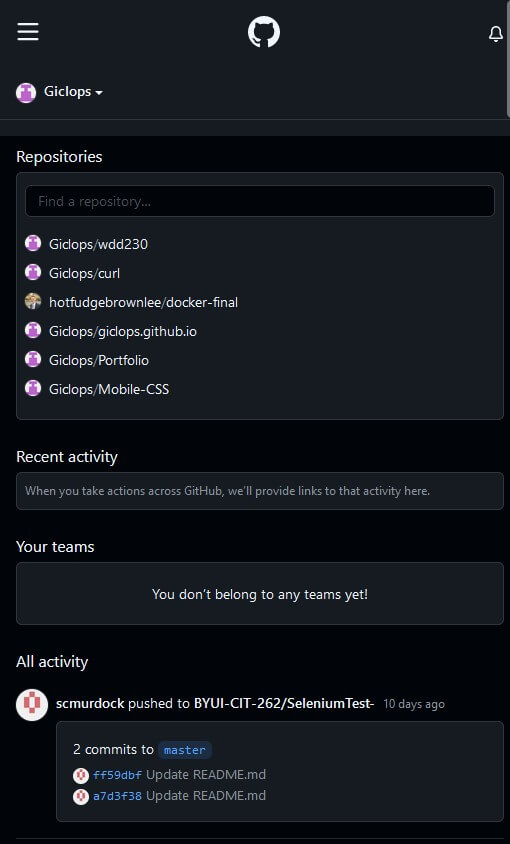 Giclops
Repositories
Find a repository...
Giclops/wdd230
Giclops/curl
hotfudgebrownlee/docker-final
Giclops/giclops.github.io
Giclops/Portfolio
Giclops/Mobile-CSS
Recent activity
When you take actions across GitHub, we'll provide links to that activity here.
Your teams
You don't belong to any teams yet!
All activity
scmurdock pushed to BYUI-CIT-262/SeleniumTest- 10 days ago
2 commits to master
ff59dbf Update README.md
a7d3f38 Update README.md